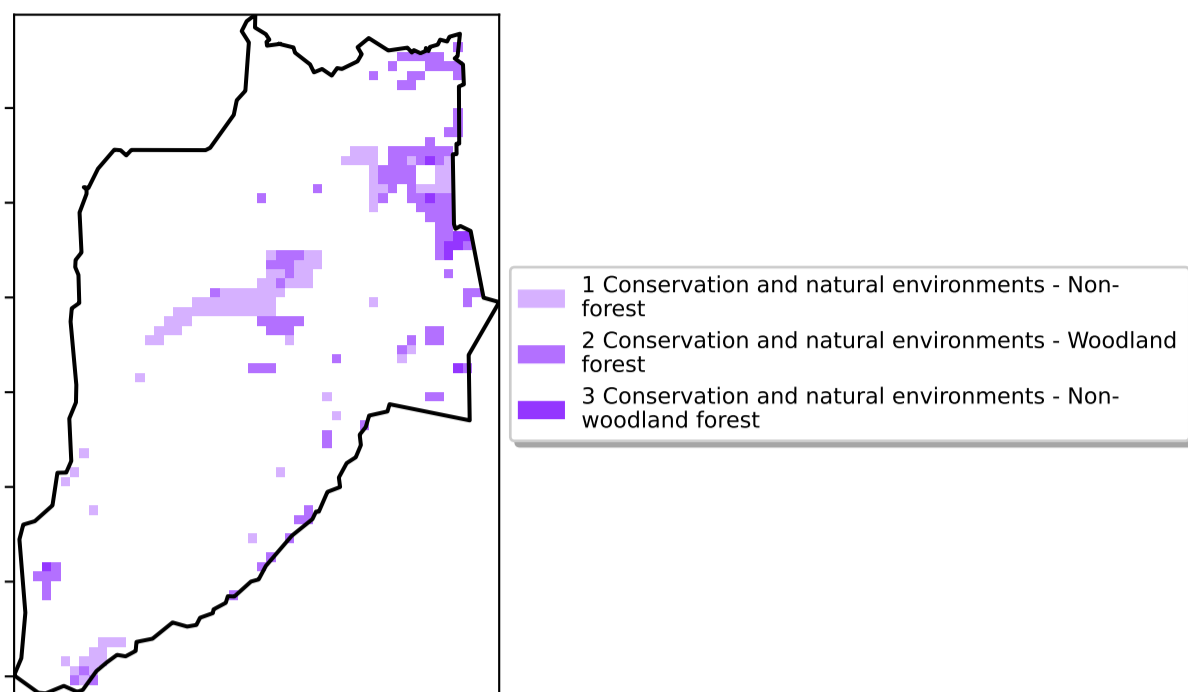 1 Conservation and natural environments - Non-
forest
2 Conservation and natural environments - Woodland
forest
3 Conservation and natural environments - Non-
woodland forest